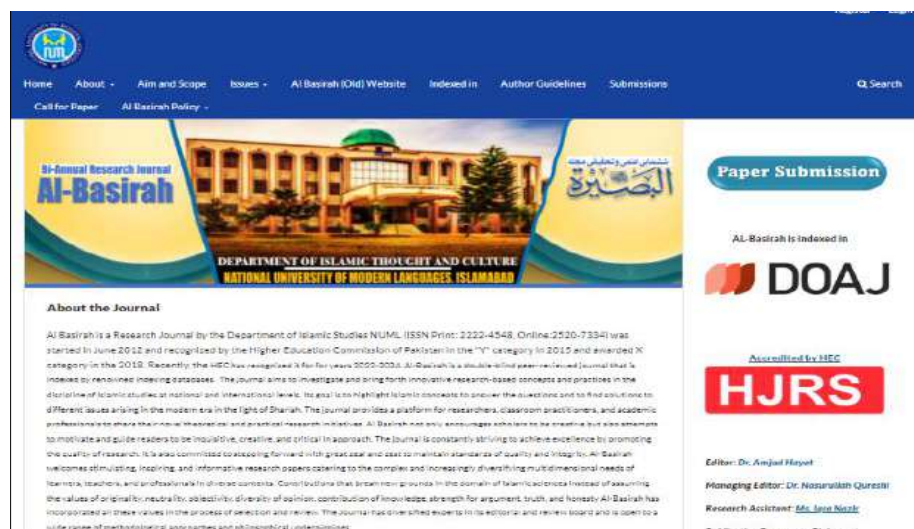 Home About Aim and Scope Issues Al Basirah (Old) Website Indexed in Author Guidelines Submissions Search
Call for Paper Al Basirah Policy
Bi-Annual Research Journal
Al-Basirah
ششماہی علمی وتحقیقی مجلہ
البصیرۃ
DEPARTMENT OF ISLAMIC THOUGHT AND CULTURE
NATIONAL UNIVERSITY OF MODERN LANGUAGES, ISLAMABAD
Paper Submission
AL-Basirah is indexed in
DOAJ
Accredited by HEC
HJRS
Editor: Dr. Amjad Hayat
Managing Editor: Dr. Nasurullah Qureshi
Research Assistant: Ms. Iqra Nazir
About the Journal
Al Basirah is a Research Journal by the Department of Islamic Studies NUML (ISSN Print: 2222-4548, Online:2520-7334) was
started in June 2012 and recognized by the Higher Education Commission of Pakistan in the "Y" category in 2015 and awarded X
category in the 2018. Recently, the HEC has recognised it for for years 2022-2024. Al-Basirah is a double-blind peer-reviewed journal that is
indexed by renowned indexing databases. The journal aims to investigate and bring forth innovative research-based concepts and practices in the
discipline of Islamic studies at national and international levels. Its goal is to highlight Islamic concepts to answer the questions and to find solutions to
different issues arising in the modern era in the light of Shariah. The journal provides a platform for researchers, classroom practitioners, and academic
professionals to share their novel theoretical and practical research initiatives. Al Basirah not only encourages scholars to be creative but also attempts
to motivate and guide readers to be inquisitive, creative, and critical in approach. The journal is constantly striving to achieve excellence by promoting
the quality of research. It is also committed to stepping forward with great zeal and zest to maintain standards of quality and integrity. Al-Basirah
welcomes stimulating, inspiring, and informative research papers catering to the complex and increasingly diversifying multidimensional needs of
learners, teachers, and professionals in diverse contexts. Contributions that break new grounds in the domain of Islamic sciences instead of assuming
the values of originality, neutrality, objectivity, diversity of opinion, contribution of knowledge, strength for argument, truth, and honesty Al-Basirah has
incorporated all these values in the process of selection and review. The journal has diversified experts in its editorial and review board and is open to a
wide range of methodological approaches and philosophical underpinnings